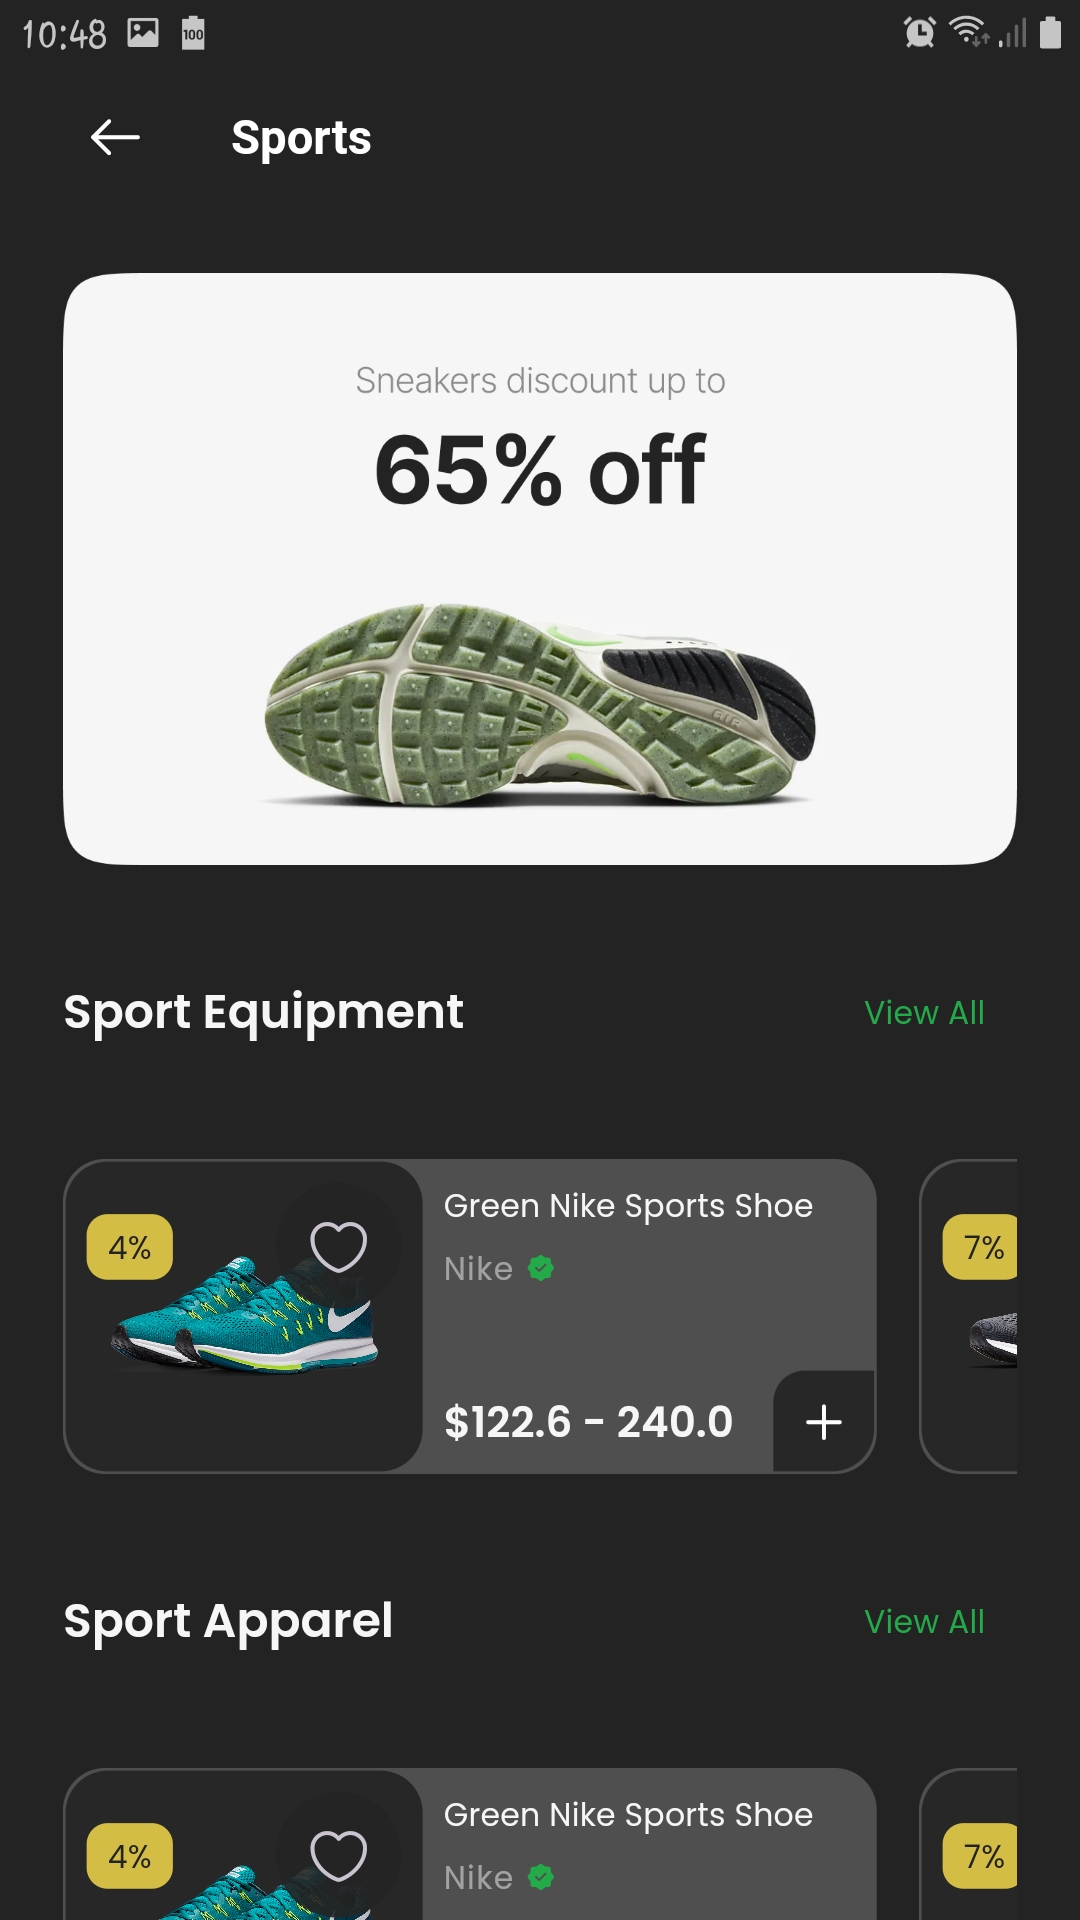 10:48
100
Sports
Sneakers discount up to
65% off
Sport Equipment
View All
4%
Green Nike Sports Shoe
Nike
$122.6 - 240.0
7%
Sport Apparel
View All
4%
Green Nike Sports Shoe
Nike
7%